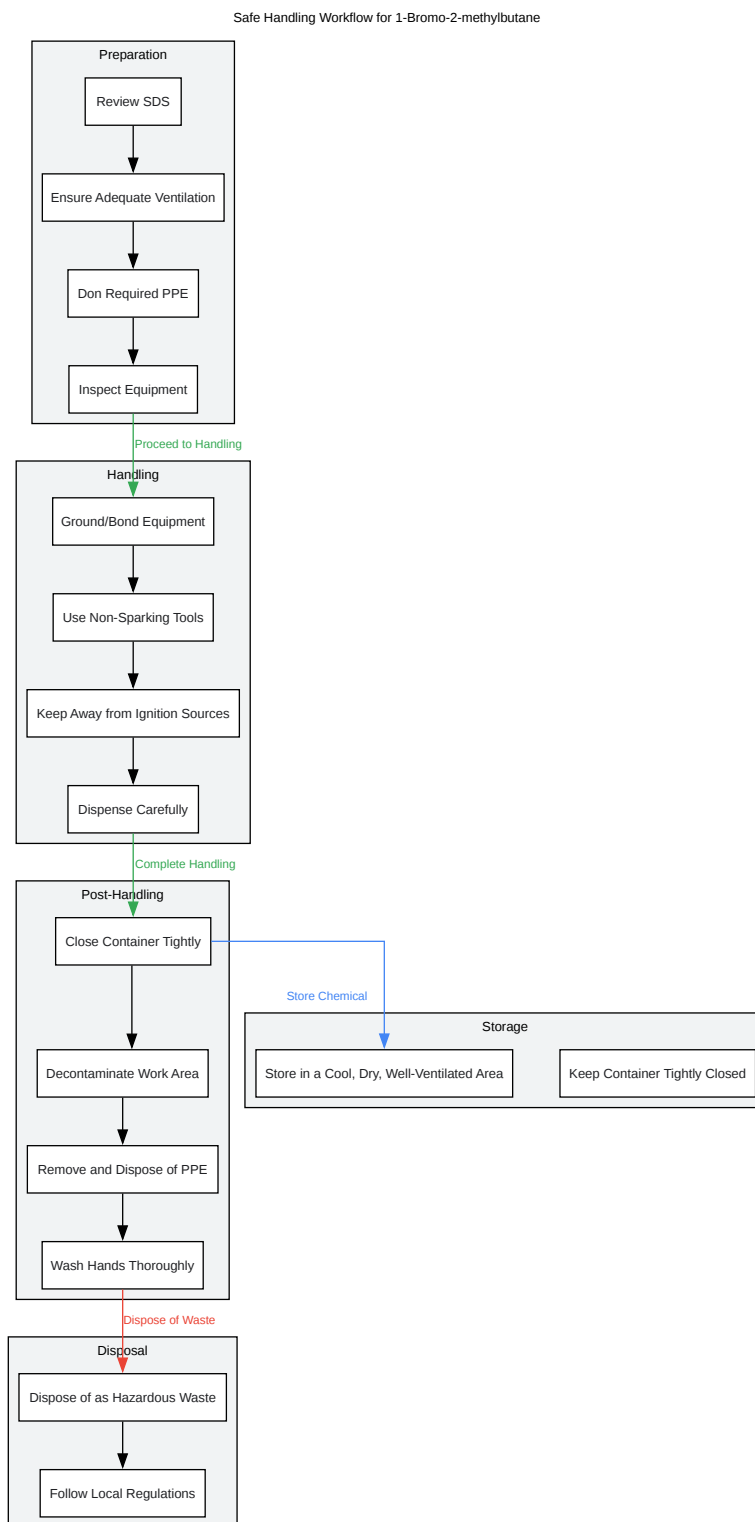 Safe Handling Workflow for 1-Bromo-2-methylbutane
Preparation
Review SDS
Ensure Adequate Ventilation
Don Required PPE
Inspect Equipment
Proceed to Handling
Handling
Ground/Bond Equipment
Use Non-Sparking Tools
Keep Away from Ignition Sources
Dispense Carefully
Complete Handling
Post-Handling
Close Container Tightly
Store Chemical
Storage
Store in a Cool, Dry, Well-Ventilated Area
Keep Container Tightly Closed
Decontaminate Work Area
Remove and Dispose of PPE
Wash Hands Thoroughly
Dispose of Waste
Disposal
Dispose of as Hazardous Waste
Follow Local Regulations